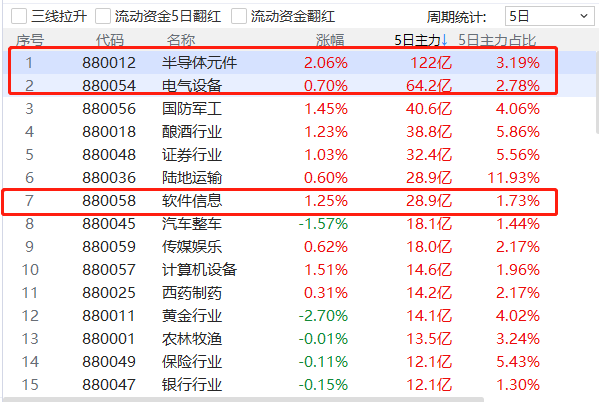 三线拉升 流动资金5日翻红 流动资金翻红 周期统计: 5日
序号 代码 名称 涨幅 5日主力↓ 5日主力占比
1 880012 半导体元件 2.06% 122亿 3.19%
2 880054 电气设备 0.70% 64.2亿 2.78%
3 880056 国防军工 1.45% 40.6亿 4.06%
4 880018 酿酒行业 1.23% 38.8亿 5.86%
5 880048 证券行业 1.03% 32.4亿 5.56%
6 880036 陆地运输 0.60% 28.9亿 11.93%
7 880058 软件信息 1.25% 28.9亿 1.73%
8 880045 汽车整车 -1.57% 18.1亿 1.44%
9 880059 传媒娱乐 0.62% 18.0亿 2.17%
10 880057 计算机设备 1.51% 14.6亿 1.96%
11 880025 西药制药 0.31% 14.2亿 2.17%
12 880011 黄金行业 -2.70% 14.1亿 4.02%
13 880001 农林牧渔 -0.01% 13.5亿 3.24%
14 880049 保险行业 -0.11% 12.1亿 5.43%
15 880047 银行行业 -0.15% 12.1亿 1.30%